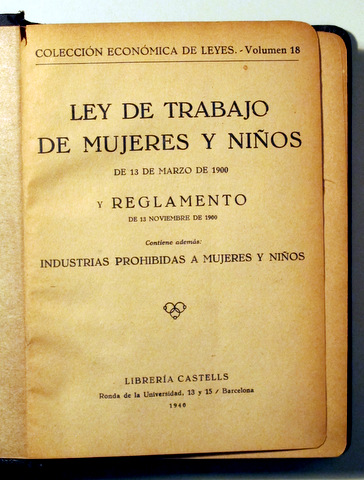 COLECCIÓN ECONÓMICA DE LEYES.-Volumen 18
LEY DE TRABAJO
DE MUJERES Y NIÑOS
DE 13 DE MARZO DE 1900
Y REGLAMENTO
DE 13 NOVIEMBRE DE 1900
Contiene además:
INDUSTRIAS PROHIBIDAS A MUJERES Y NIÑOS
LIBRERÍA CASTELLS
Ronda de la Universidad, 13 y 15 / Barcelona
1940